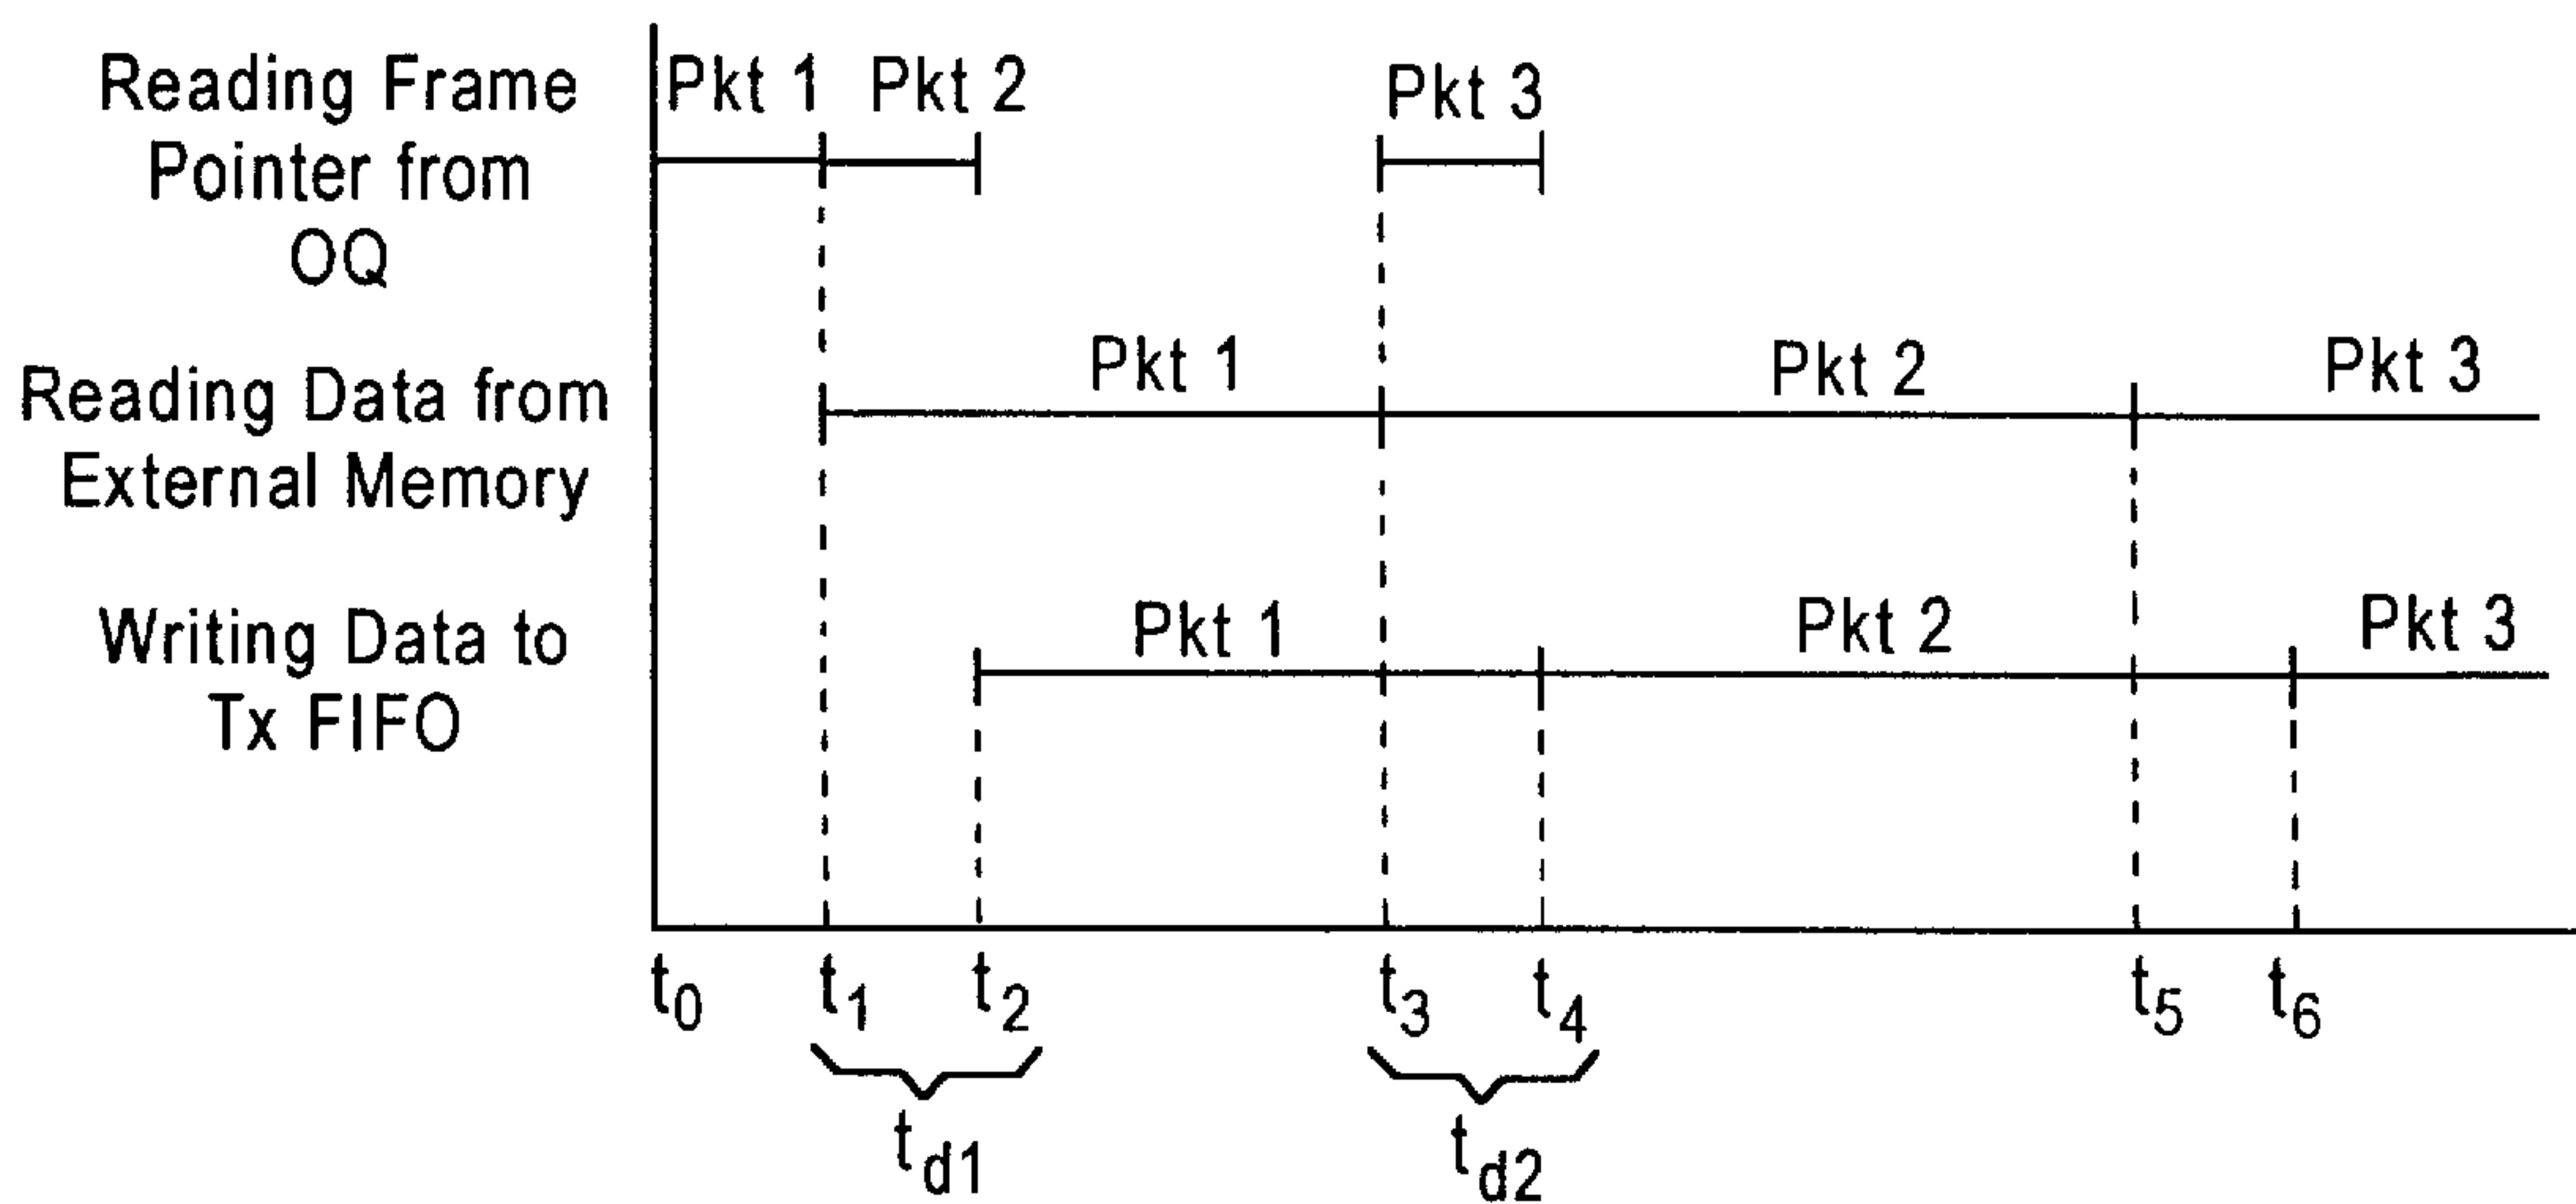 Reading Frame
Pointer from
OQ
Pkt 1 Pkt 2 Pkt 3
Reading Data from
External Memory
Pkt 1 Pkt 2 Pkt 3
Writing Data to
Tx FIFO
Pkt 1 Pkt 2 Pkt 3
t0 t1 t2 t3 t4 t5 t6
td1 td2